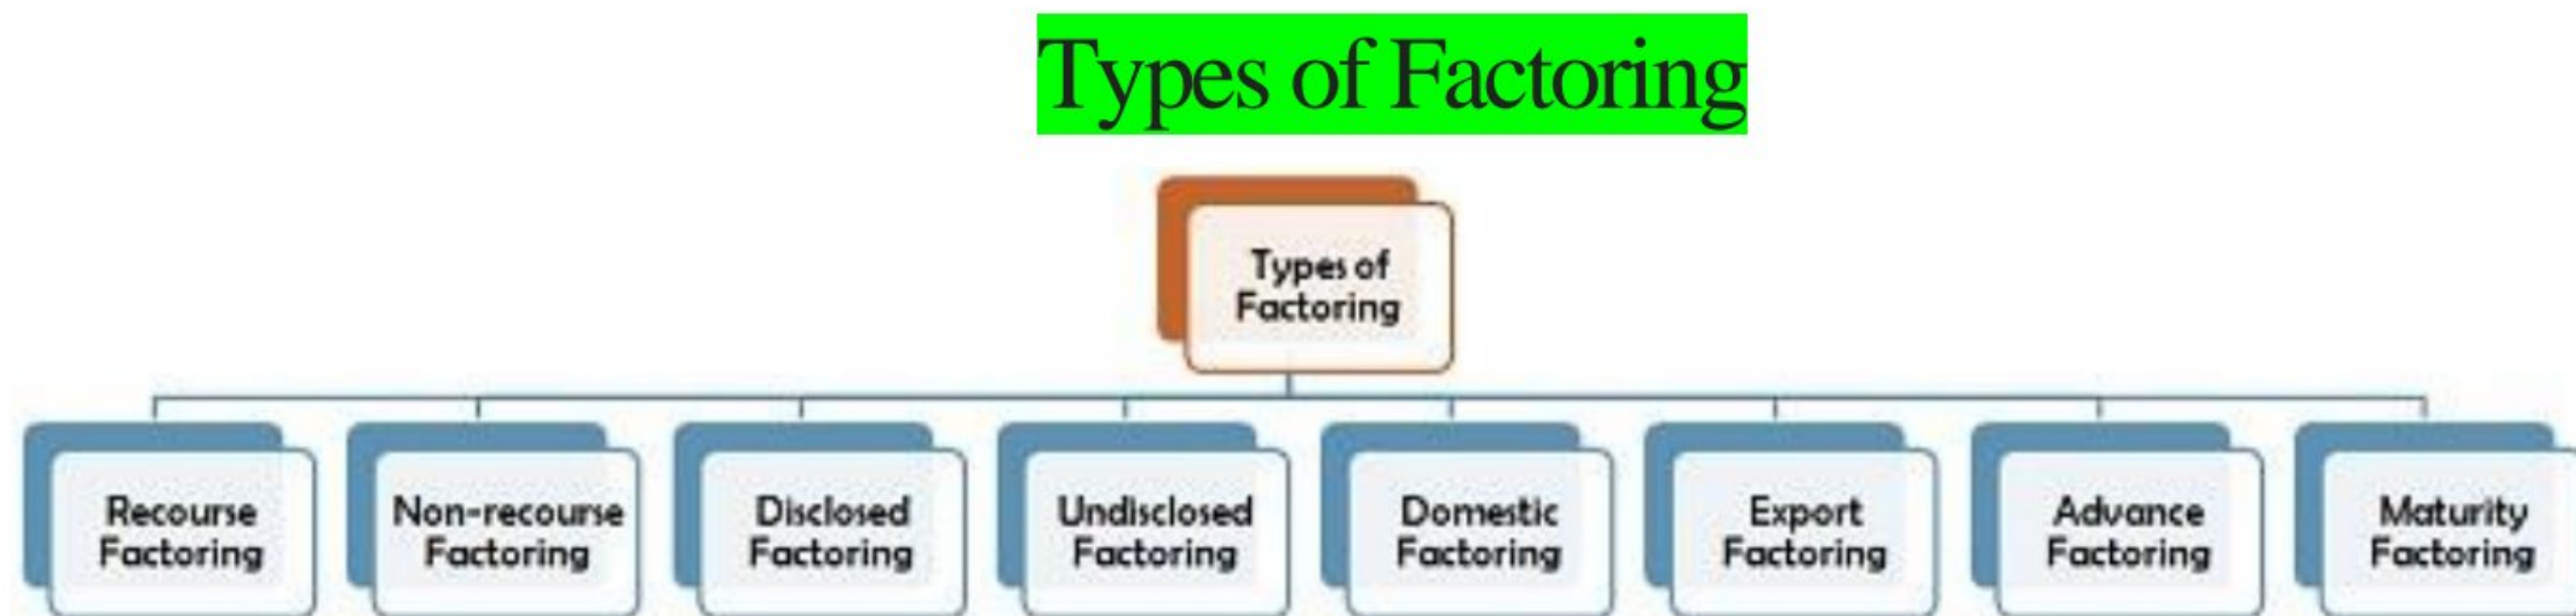 Types of Factoring
Types of
Factoring
Recourse
Factoring
Non-recourse
Factoring
Disclosed
Factoring
Undisclosed
Factoring
Domestic
Factoring
Export
Factoring
Advance
Factoring
Maturity
Factoring